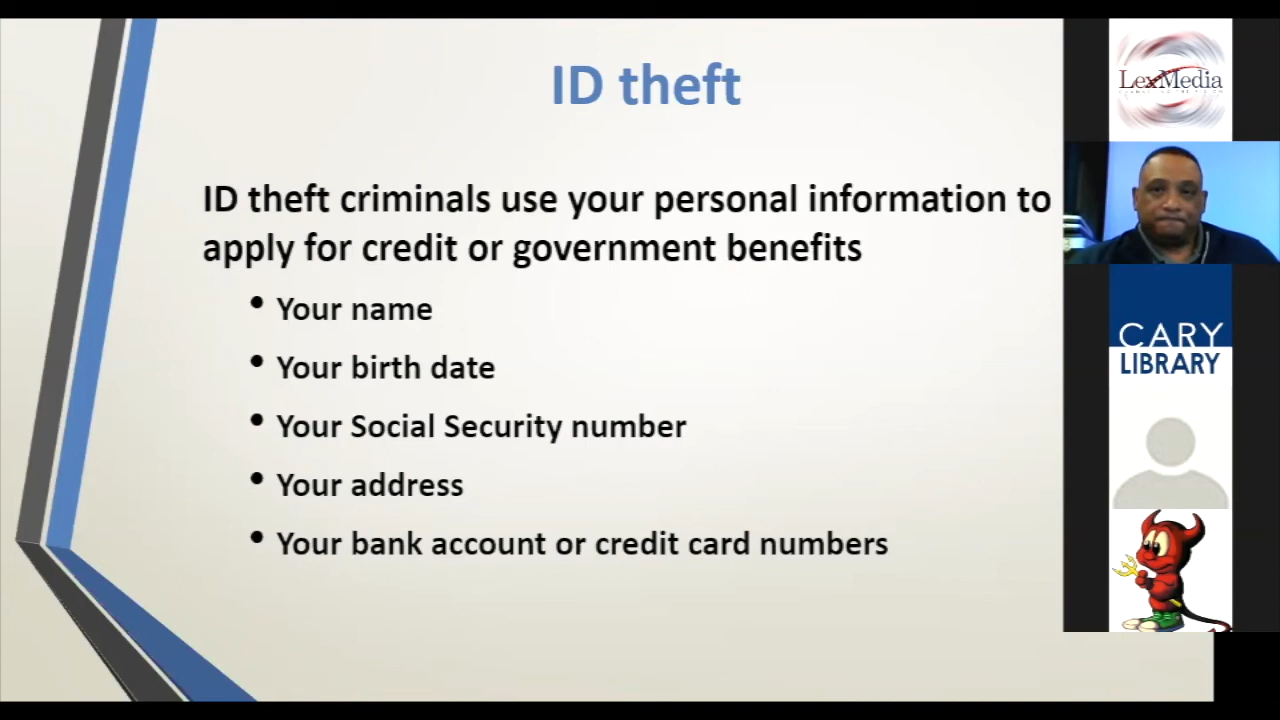 ID theft
ID theft criminals use your personal information to
apply for credit or government benefits
• Your name
• Your birth date
• Your Social Security number
• Your address
• Your bank account or credit card numbers
LexMedia
CARY
LIBRARY